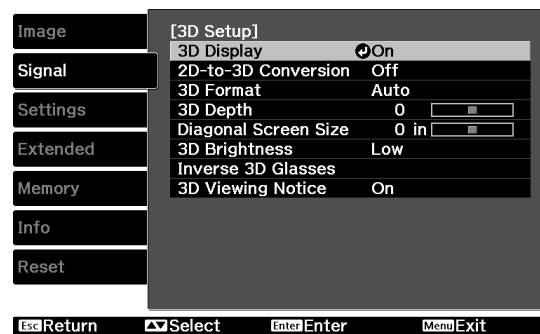 Image
Signal
Settings
Extended
Memory
Info
Reset
[3D Setup]
3D Display On
2D-to-3D Conversion Off
3D Format Auto
3D Depth 0
Diagonal Screen Size 0 in
3D Brightness Low
Inverse 3D Glasses
3D Viewing Notice On
Esc Return Select Enter Enter Menu Exit